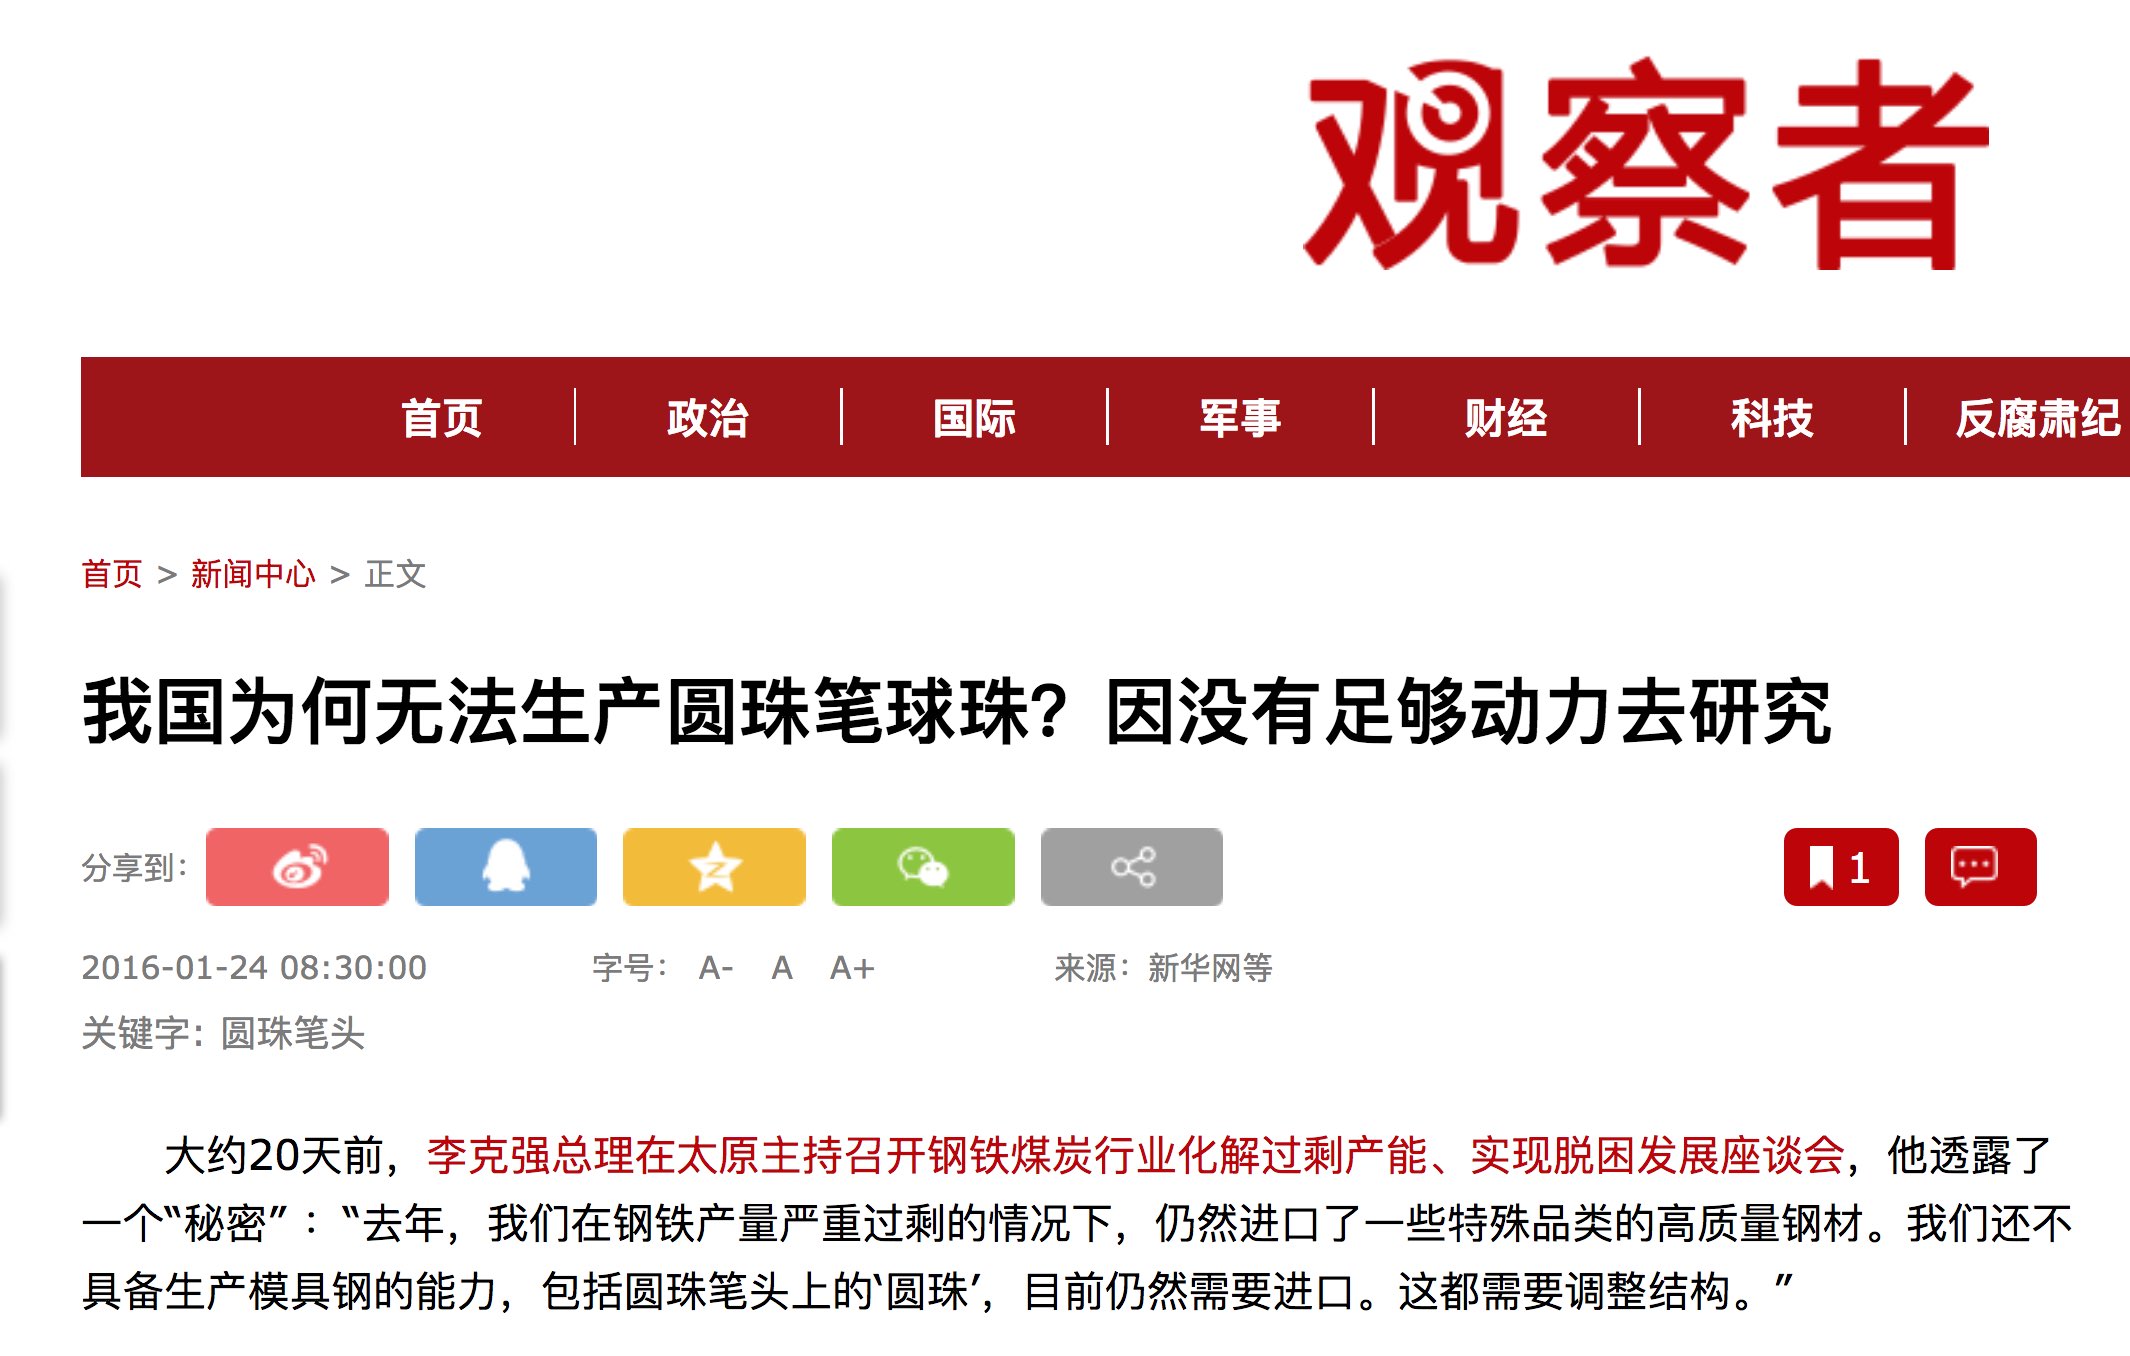 观察者
首页 政治 国际 军事 财经 科技 反腐肃纪
首页 > 新闻中心 > 正文
我国为何无法生产圆珠笔球珠？因没有足够动力去研究
分享到： 1
2016-01-24 08:30:00 字号： A- A A+ 来源：新华网等
关键字：圆珠笔头
大约20天前，李克强总理在太原主持召开钢铁煤炭行业化解过剩产能、实现脱困发展座谈会，他透露了
一个“秘密”：“去年，我们在钢铁产量严重过剩的情况下，仍然进口了一些特殊品类的高质量钢材。我们还不
具备生产模具钢的能力，包括圆珠笔头上的‘圆珠’，目前仍然需要进口。这都需要调整结构。”